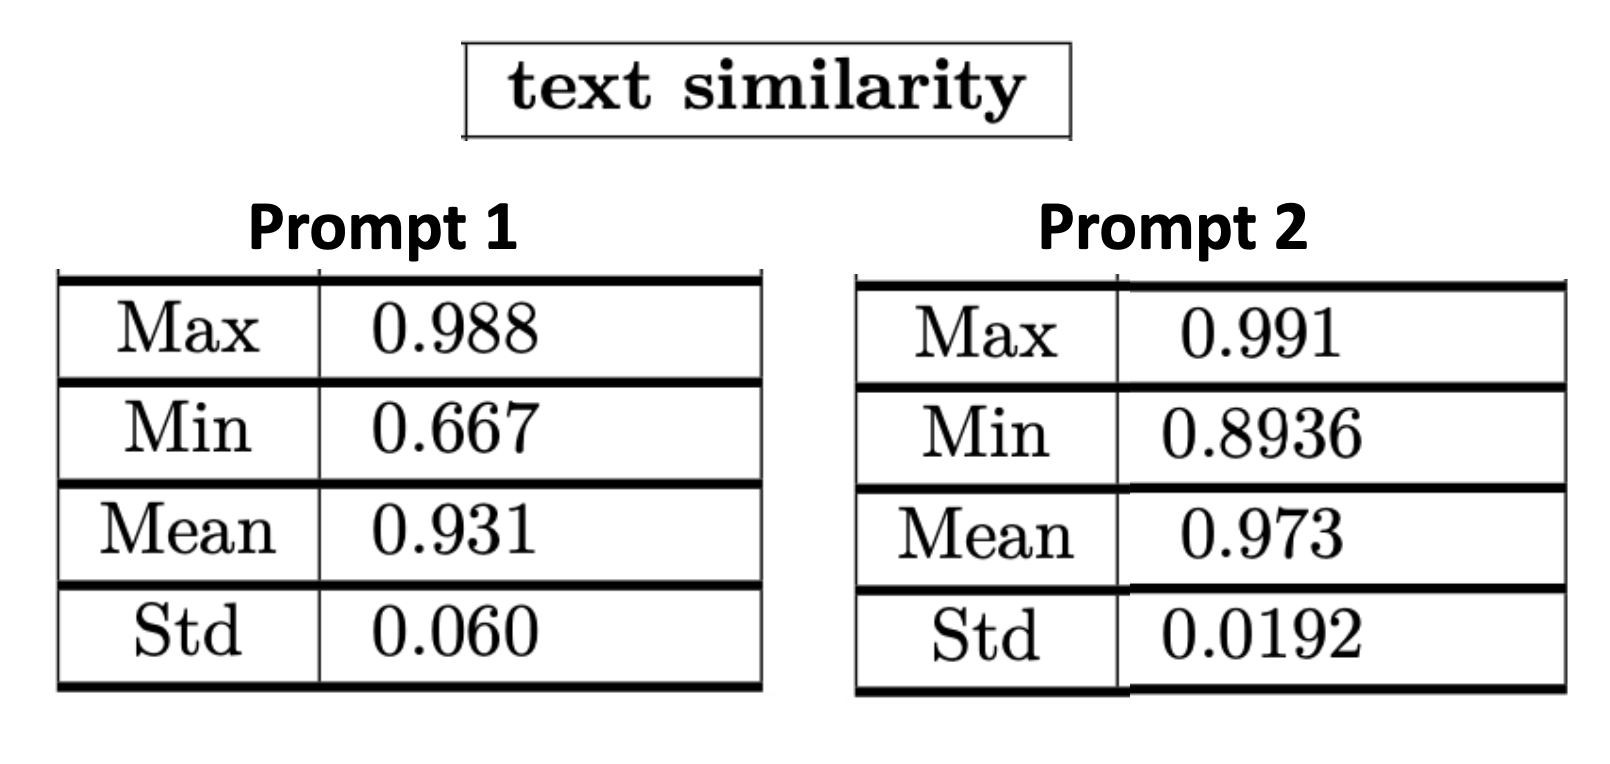 text similarity
Prompt 1
Max 0.988
Min 0.667
Mean 0.931
Std 0.060
Prompt 2
Max 0.991
Min 0.8936
Mean 0.973
Std 0.0192